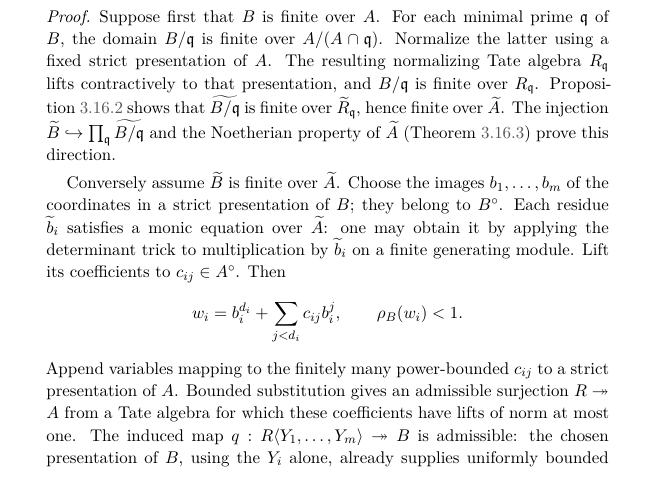 Proof. Suppose first that B is finite over A. For each minimal prime 𝔮 of
B, the domain B/𝔮 is finite over A/(A ∩ 𝔮). Normalize the latter using a
fixed strict presentation of A. The resulting normalizing Tate algebra R_𝔮
lifts contractively to that presentation, and B/𝔮 is finite over R_𝔮. Proposi-
tion 3.16.2 shows that \widetilde{B/𝔮} is finite over \widetilde{R}_𝔮, hence finite over \widetilde{A}. The injection
\widetilde{B} ↪ ∏_𝔮 \widetilde{B/𝔮} and the Noetherian property of \widetilde{A} (Theorem 3.16.3) prove this
direction.
Conversely assume \widetilde{B} is finite over \widetilde{A}. Choose the images b_1, . . . , b_m of the
coordinates in a strict presentation of B; they belong to B°. Each residue
\widetilde{b}_i satisfies a monic equation over \widetilde{A}: one may obtain it by applying the
determinant trick to multiplication by \widetilde{b}_i on a finite generating module. Lift
its coefficients to c_{ij} ∈ A°. Then
w_i = b_i^{d_i} + ∑_{j<d_i} c_{ij} b_i^j,  ρ_B(w_i) < 1.
Append variables mapping to the finitely many power-bounded c_{ij} to a strict
presentation of A. Bounded substitution gives an admissible surjection R ↠
A from a Tate algebra for which these coefficients have lifts of norm at most
one. The induced map q : R⟨Y_1, . . . , Y_m⟩ ↠ B is admissible: the chosen
presentation of B, using the Y_i alone, already supplies uniformly bounded